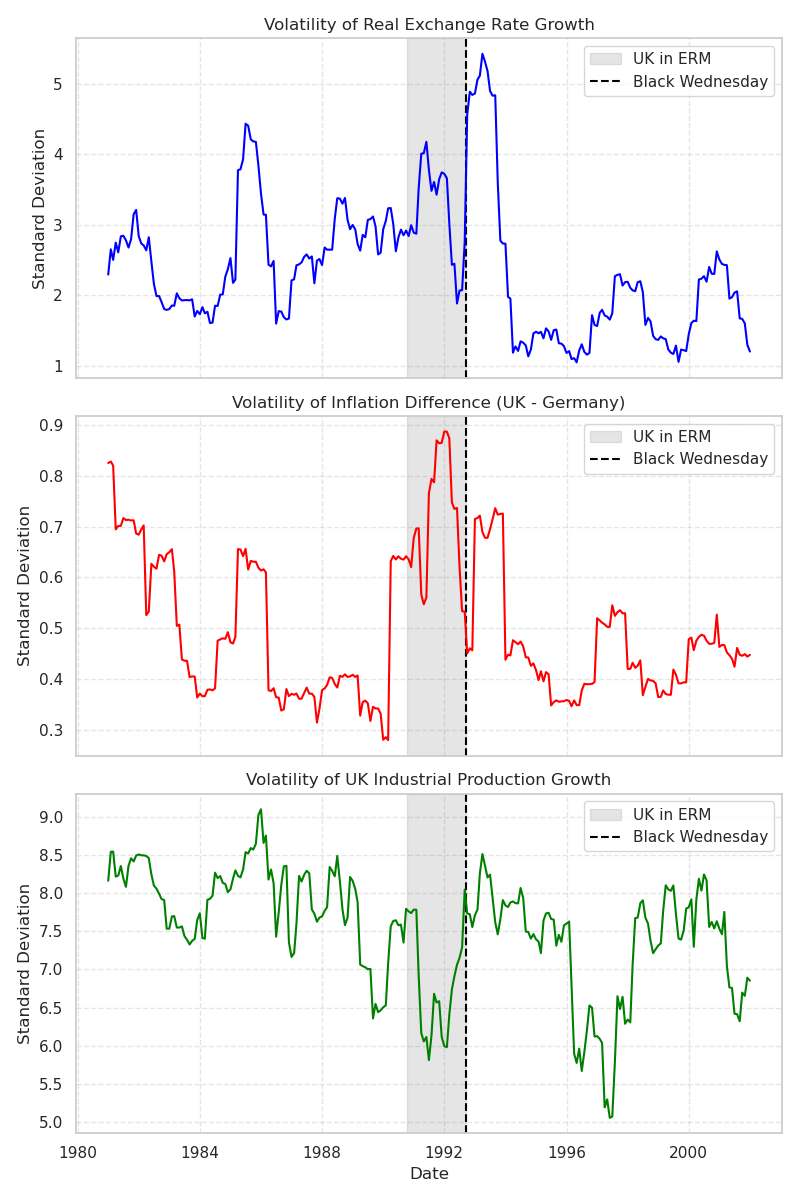 Volatility of Real Exchange Rate Growth
Standard Deviation
5
4
3
2
1
UK in ERM
Black Wednesday
Volatility of Inflation Difference (UK - Germany)
Standard Deviation
0.9
0.8
0.7
0.6
0.5
0.4
0.3
UK in ERM
Black Wednesday
Volatility of UK Industrial Production Growth
Standard Deviation
9.0
8.5
8.0
7.5
7.0
6.5
6.0
5.5
5.0
UK in ERM
Black Wednesday
1980 1984 1988 1992 1996 2000
Date